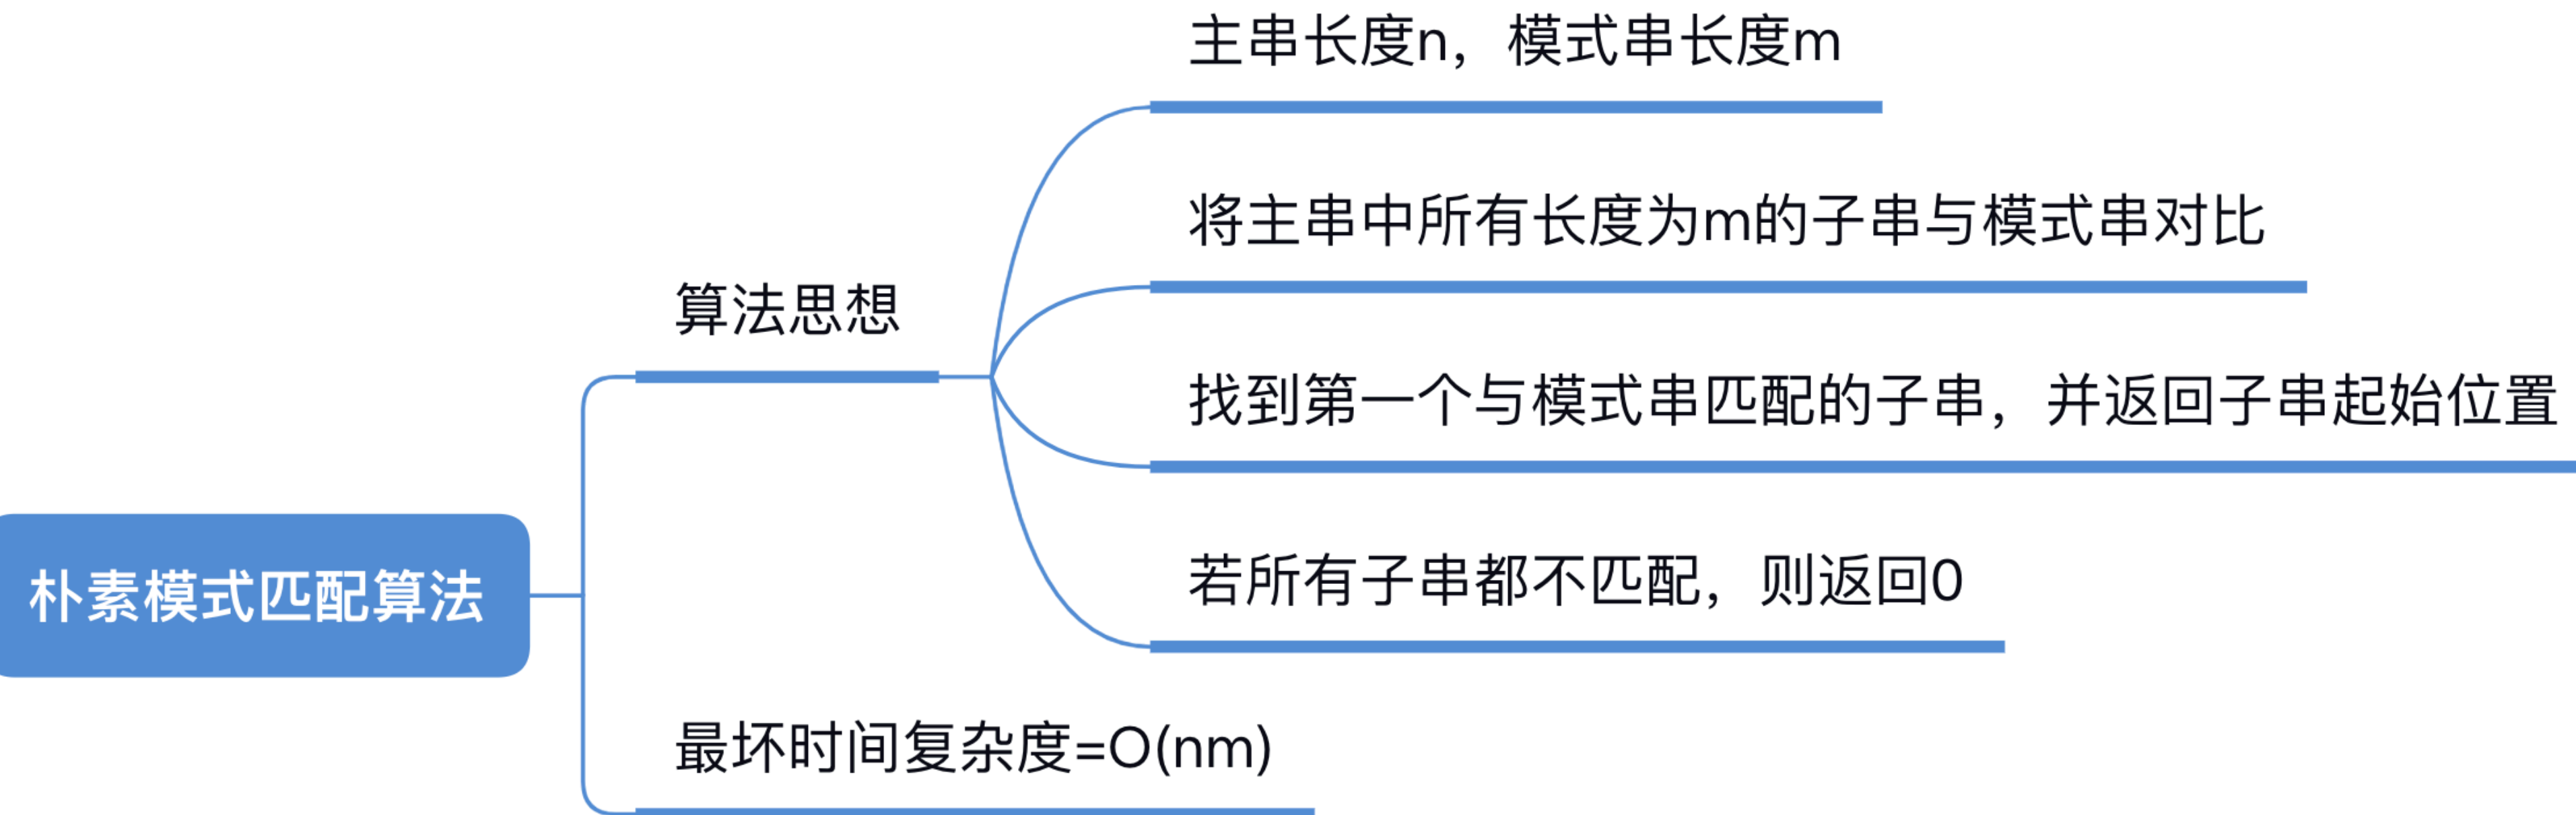 主串长度n，模式串长度m
将主串中所有长度为m的子串与模式串对比
算法思想
找到第一个与模式串匹配的子串，并返回子串起始位置
若所有子串都不匹配，则返回0
朴素模式匹配算法
最坏时间复杂度=O(nm)